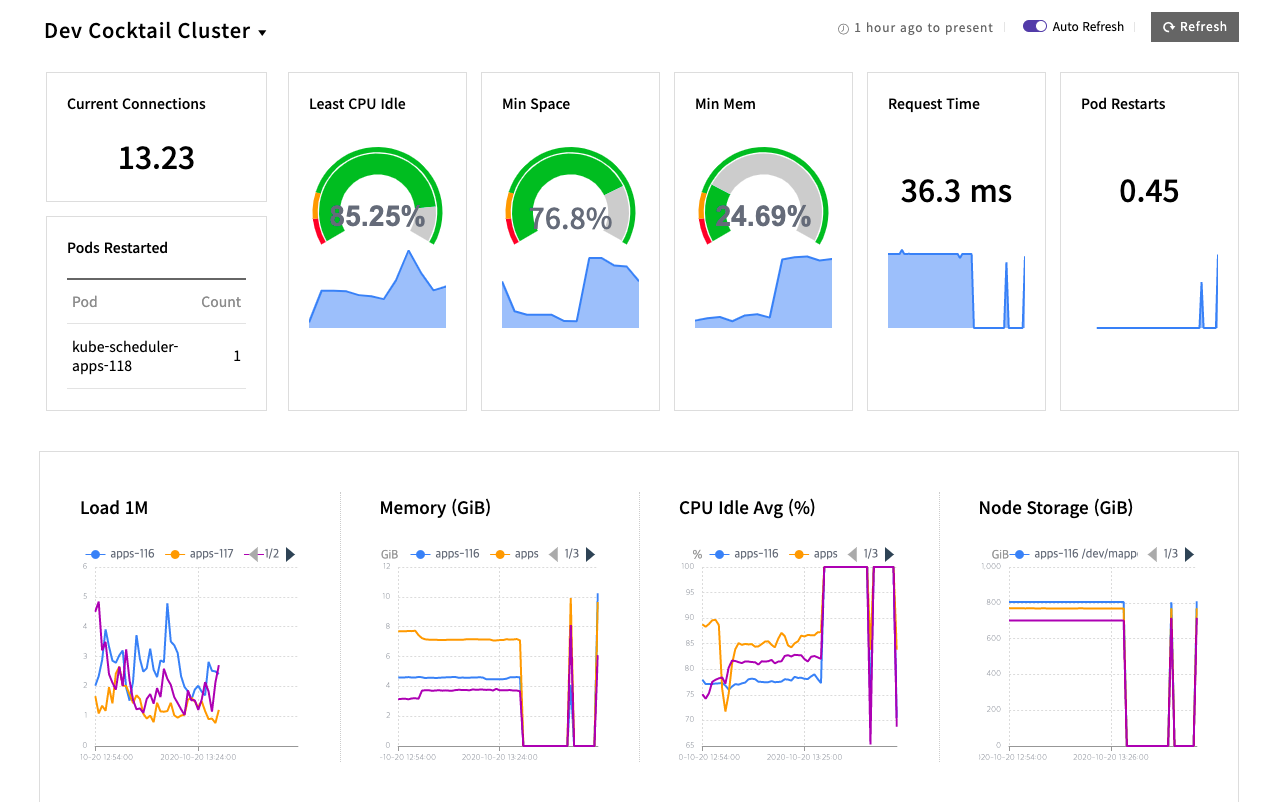 Dev Cocktail Cluster
1 hour ago to present
Auto Refresh
Refresh
Current Connections
13.23
Pods Restarted
Pod Count
kube-scheduler-
apps-118
1
Least CPU Idle
85.25%
Min Space
76.8%
Min Mem
24.69%
Request Time
36.3 ms
Pod Restarts
0.45
Load 1M
apps-116 apps-117 1/2
6
5
4
3
2
1
0
10-20 12:54:00 2020-10-20 13:24:00
Memory (GiB)
GiB apps-116 apps 1/3
12
10
8
6
4
2
0
-10-20 12:54:00 2020-10-20 13:24:00
CPU Idle Avg (%)
% apps-116 apps 1/3
100
95
90
85
80
75
70
65
0-10-20 12:54:00 2020-10-20 13:25:00
Node Storage (GiB)
GiB apps-116 /dev/mapp 1/3
1,000
800
600
400
200
0
020-10-20 12:54:00 2020-10-20 13:26:00